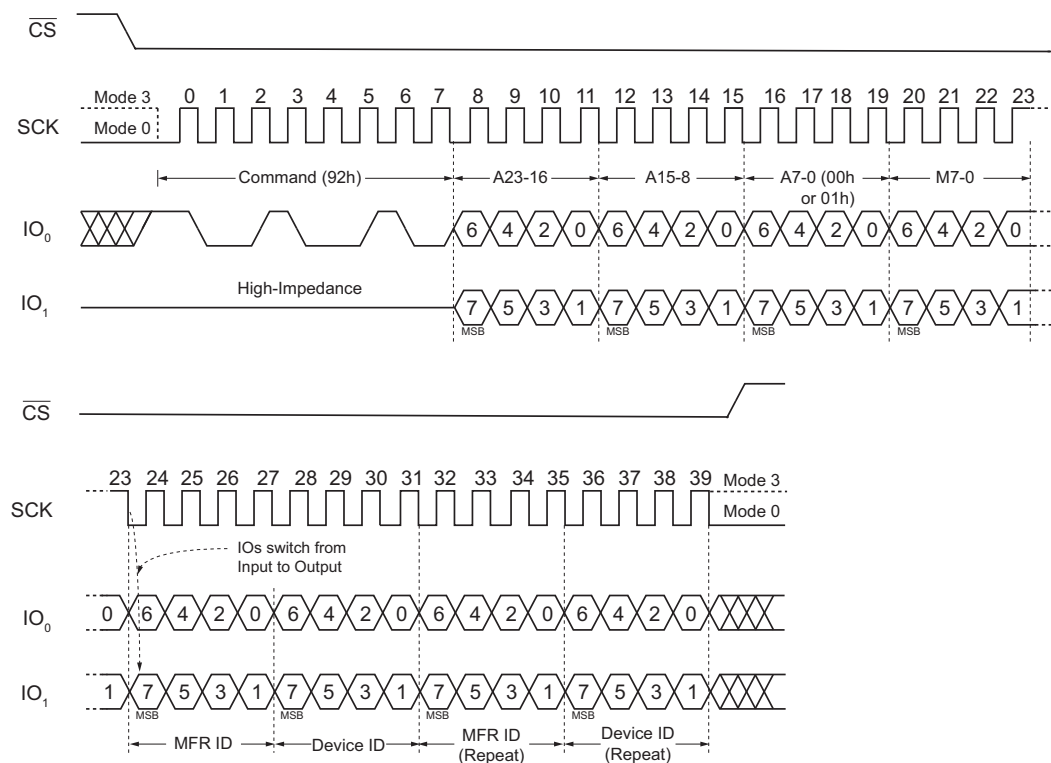 CS
0 1 2 3 4 5 6 7 8 9 10 11 12 13 14 15 16 17 18 19 20 21 22 23
Mode 3
SCK
Mode 0
Command (92h) A23-16 A15-8 A7-0 (00h or 01h) M7-0
IO0 6 4 2 0 6 4 2 0 6 4 2 0 6 4 2 0
High-Impedance
IO1 7 5 3 1 7 5 3 1 7 5 3 1 7 5 3 1
MSB MSB MSB MSB
CS
23 24 25 26 27 28 29 30 31 32 33 34 35 36 37 38 39
Mode 3
SCK
Mode 0
IOs switch from
Input to Output
IO0 0 6 4 2 0 6 4 2 0 6 4 2 0 6 4 2 0
IO1 1 7 5 3 1 7 5 3 1 7 5 3 1 7 5 3 1
MSB MSB MSB MSB
MFR ID Device ID MFR ID (Repeat) Device ID (Repeat)